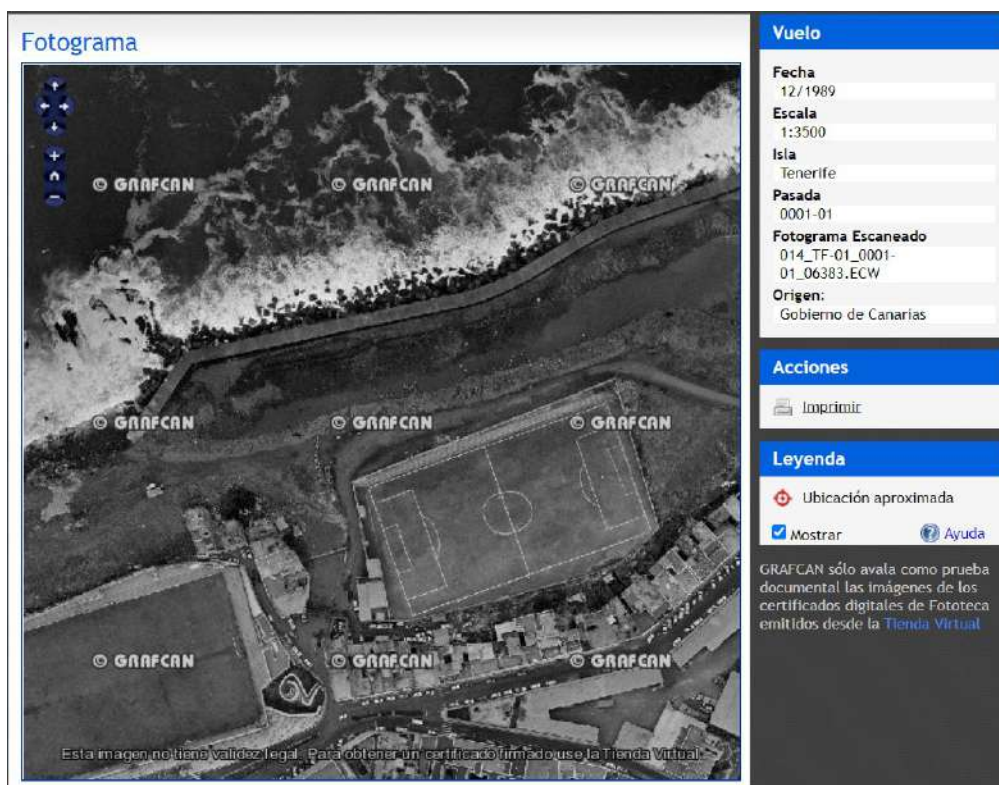 Fotograma
© GRAFCAN © GRAFCAN © GRAFCAN
© GRAFCAN © GRAFCAN © GRAFCAN
© GRAFCAN © GRAFCAN © GRAFCAN
Esta imagen no tiene validez legal. Para obtener un certificado firmado use la Tienda Virtual
Vuelo
Fecha
12/1989
Escala
1:3500
Isla
Tenerife
Pasada
0001-01
Fotograma Escaneado
014_TF-01_0001-
01_06383.ECW
Origen:
Gobierno de Canarias
Acciones
Imprimir
Leyenda
Ubicación aproximada
Mostrar Ayuda
GRAFCAN sólo avala como prueba
documental las imágenes de los
certificados digitales de Fototeca
emitidos desde la Tienda Virtual